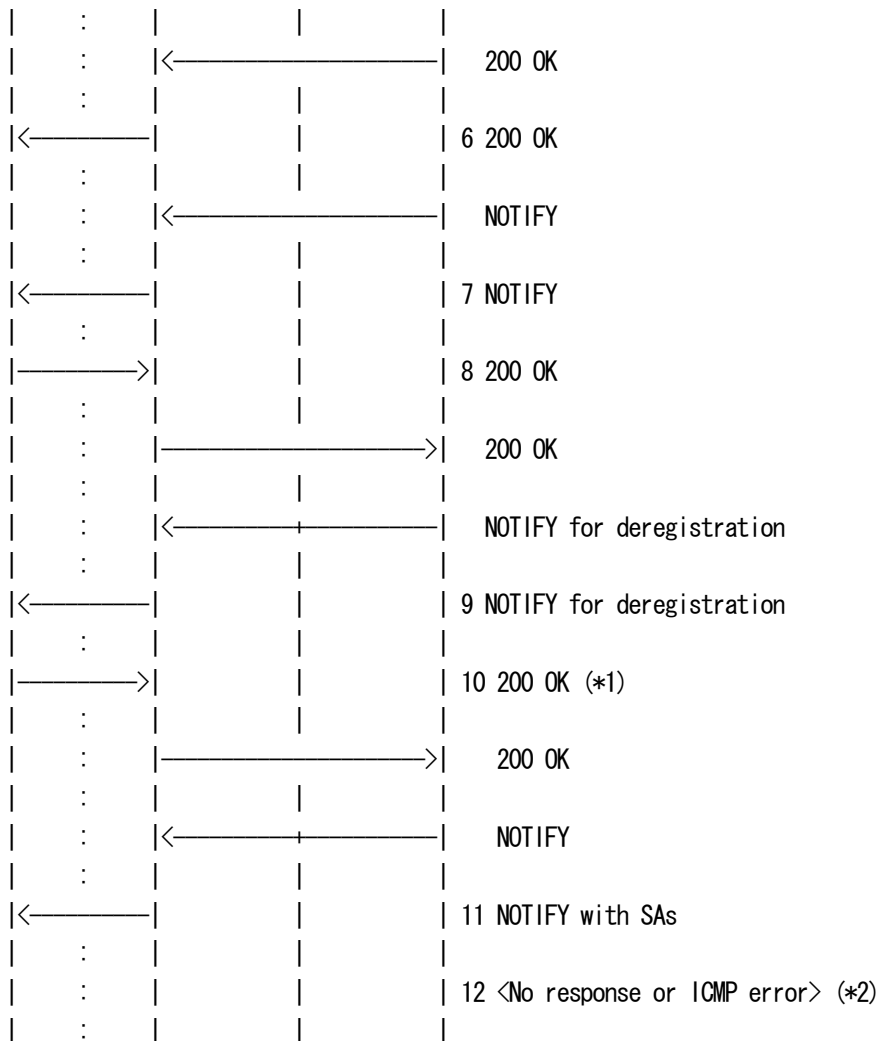 200 OK
6 200 OK
NOTIFY
7 NOTIFY
8 200 OK
200 OK
NOTIFY for deregistration
9 NOTIFY for deregistration
10 200 OK (*1)
200 OK
NOTIFY
11 NOTIFY with SAs
12 <No response or ICMP error> (*2)